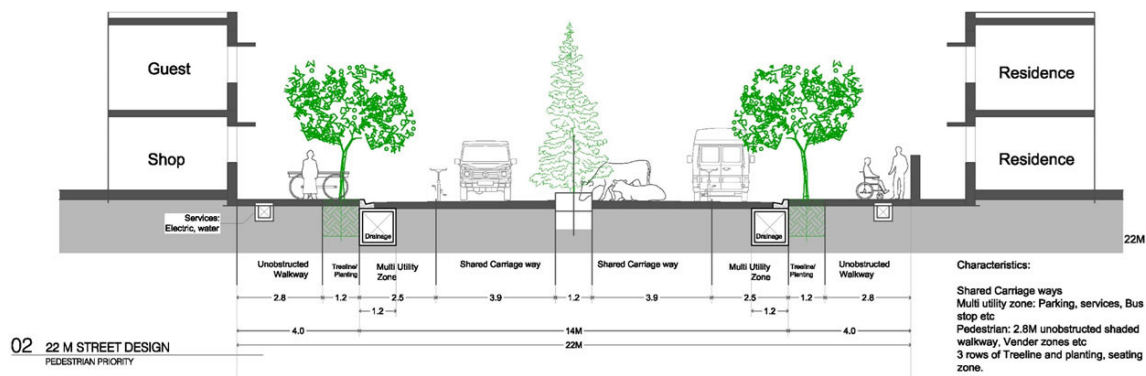 Guest
Residence
Shop
Residence
Services:
Electric, water
Drainage
Drainage
22M
Unobstructed
Walkway
Treeline/
Planting
Multi Utility
Zone
Shared Carriage way
Shared Carriage way
Multi Utility
Zone
Treeline/
Planting
Unobstructed
Walkway
2.8
1.2
2.5
3.9
1.2
3.9
2.5
1.2
2.8
1.2
1.2
4.0
14M
4.0
22M
Characteristics:
Shared Carriage ways
Multi utility zone: Parking, services, Bus
stop etc
Pedestrian: 2.8M unobstructed shaded
walkway, Vender zones etc
3 rows of Treeline and planting, seating
zone.
02 22 M STREET DESIGN
PEDESTRIAN PRIORITY